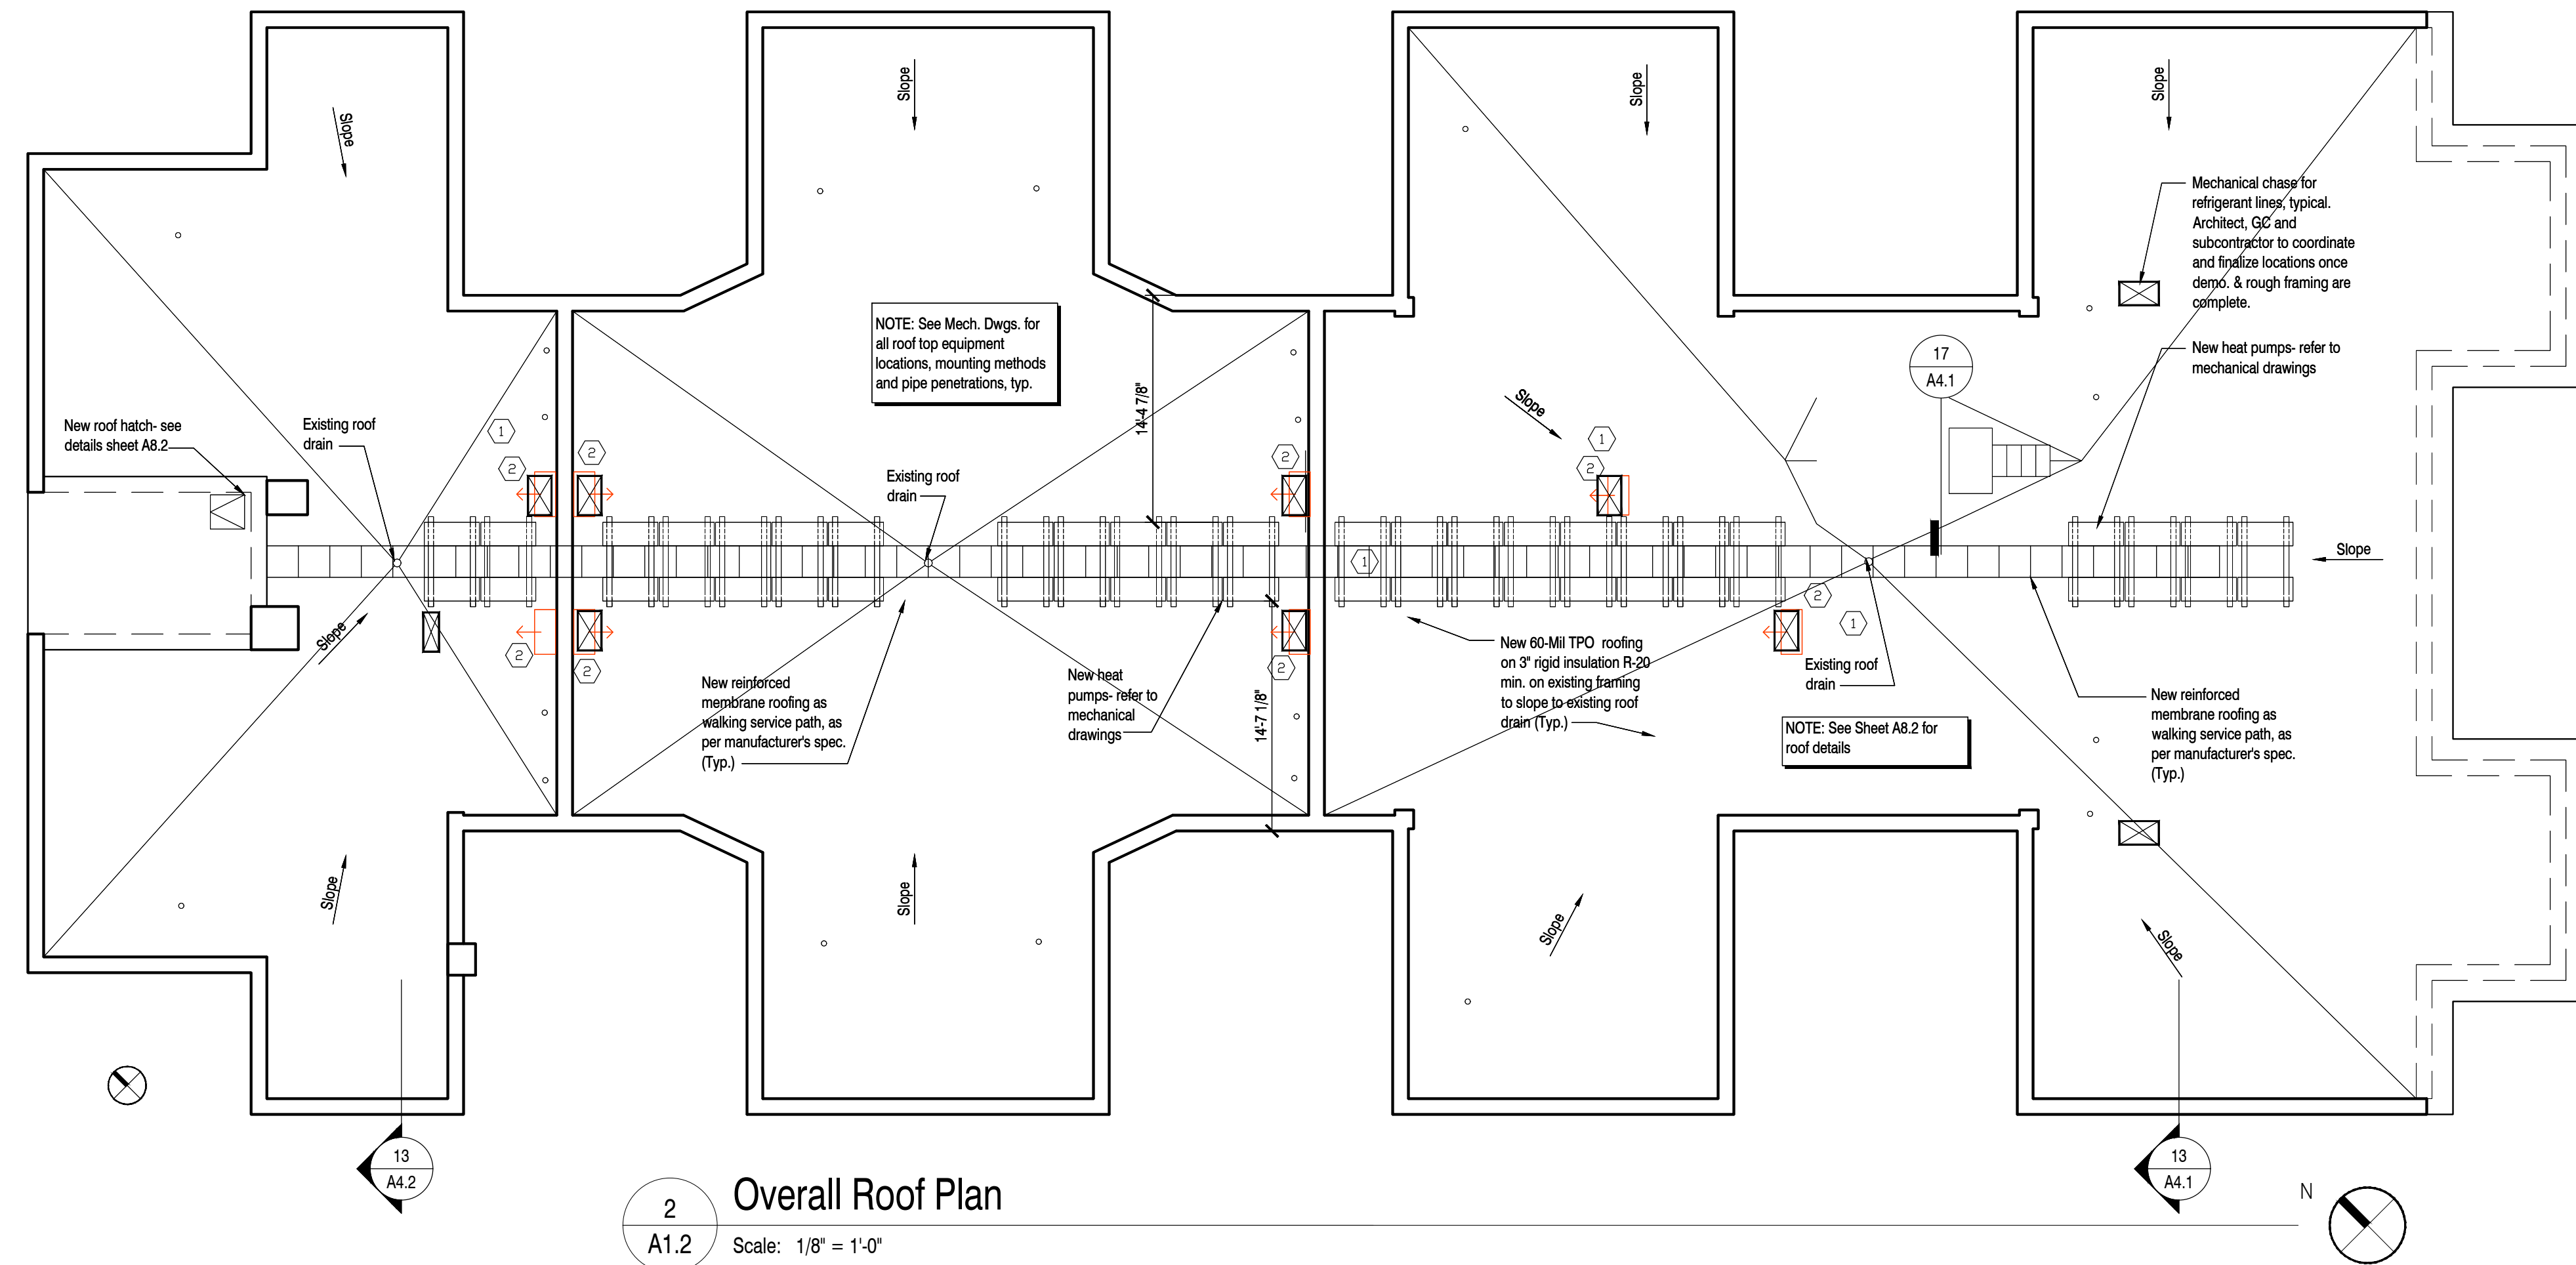 Slope
Slope
Slope
Slope
Mechanical chase for
refrigerant lines, typical.
Architect, GC and
subcontractor to coordinate
and finalize locations once
demo. & rough framing are
complete.
NOTE: See Mech. Dwgs. for
all roof top equipment
locations, mounting methods
and pipe penetrations, typ.
14'-4 7/8"
17
A4.1
New heat pumps- refer to
mechanical drawings
Slope
New roof hatch- see
details sheet A8.2
Existing roof
drain
1
2
2
Existing roof
drain
2
1
2
1
Slope
Slope
2
2
2
2
1
New reinforced
membrane roofing as
walking service path, as
per manufacturer's spec.
(Typ.)
New heat
pumps- refer to
mechanical
drawings
14'-7 1/8"
New 60-Mil TPO roofing
on 3" rigid insulation R-20
min. on existing framing
to slope to existing roof
drain (Typ.)
Existing roof
drain
NOTE: See Sheet A8.2 for
roof details
New reinforced
membrane roofing as
walking service path, as
per manufacturer's spec.
(Typ.)
Slope
Slope
Slope
Slope
13
A4.2
13
A4.1
2
A1.2
Overall Roof Plan
Scale: 1/8" = 1'-0"
N